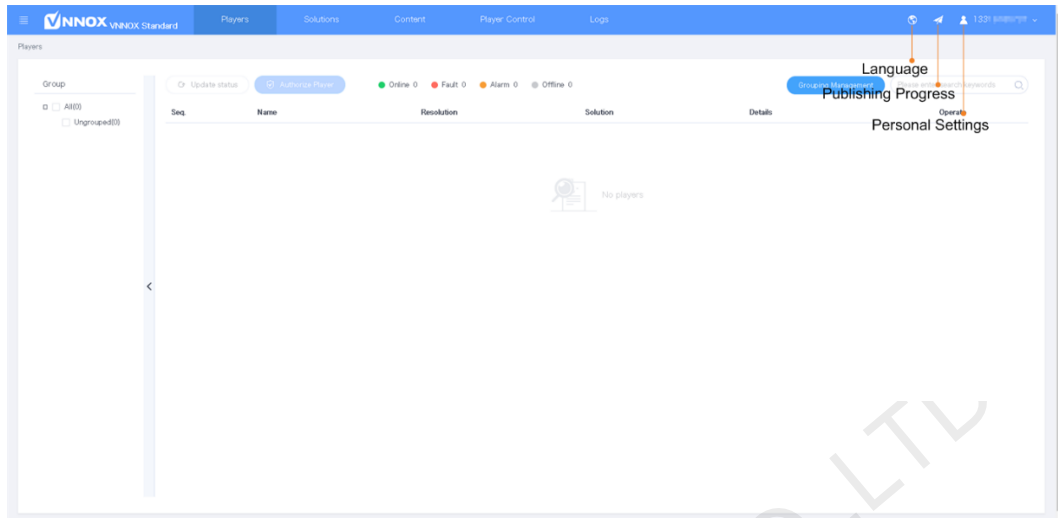 VNNOX VNNOX Standard Players Solutions Content Player Control Logs
Players
Language
Publishing Progress
Personal Settings
Group
All(0)
Ungrouped(0)
Update status Authorize Player Online 0 Fault 0 Alarm 0 Offline 0 Grouping Management
Seq. Name Resolution Solution Details
No players